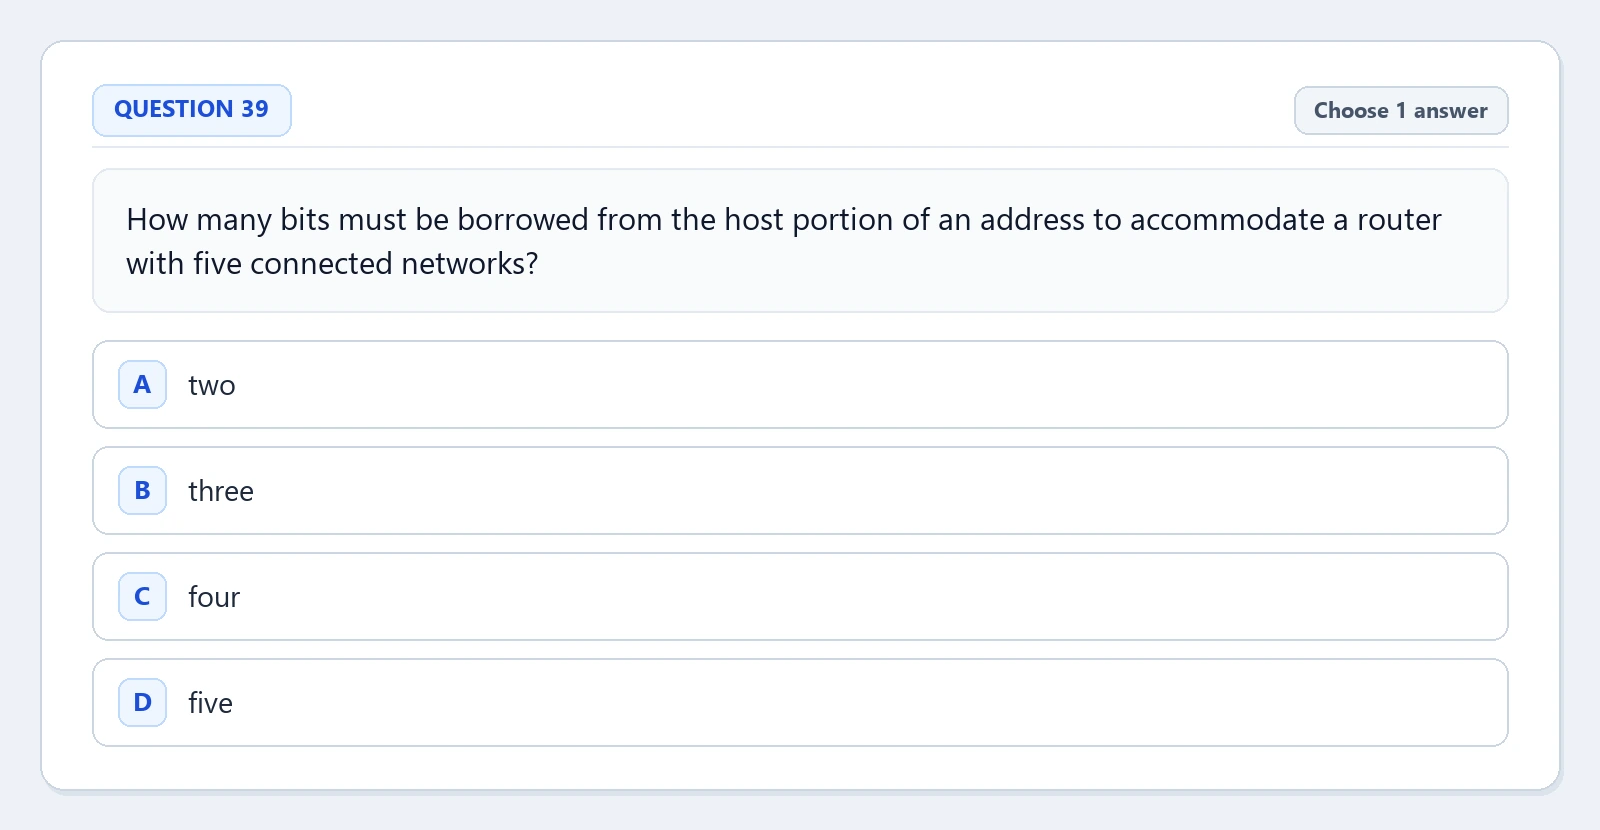 QUESTION 39
Choose 1 answer
How many bits must be borrowed from the host portion of an address to accommodate a router
with five connected networks?
A two
B three
C four
D five